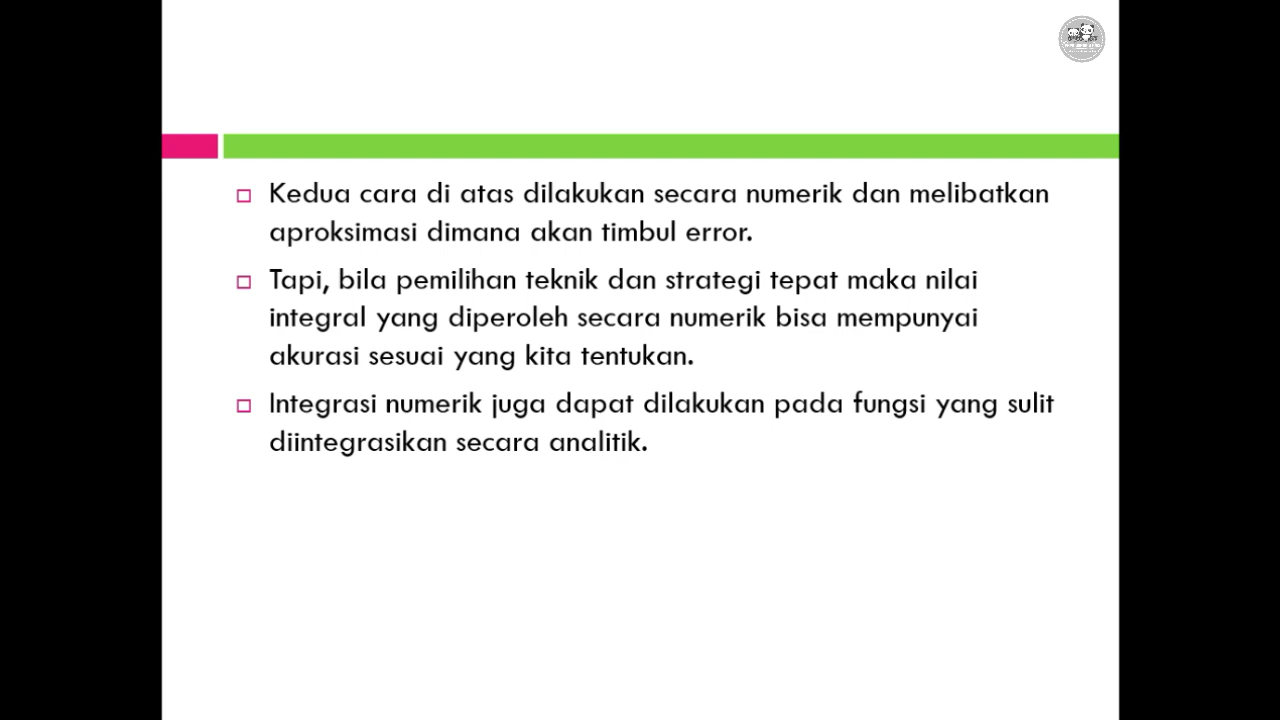 Kedua cara di atas dilakukan secara numerik dan melibatkan
aproksimasi dimana akan timbul error.
Tapi, bila pemilihan teknik dan strategi tepat maka nilai
integral yang diperoleh secara numerik bisa mempunyai
akurasi sesuai yang kita tentukan.
Integrasi numerik juga dapat dilakukan pada fungsi yang sulit
diintegrasikan secara analitik.